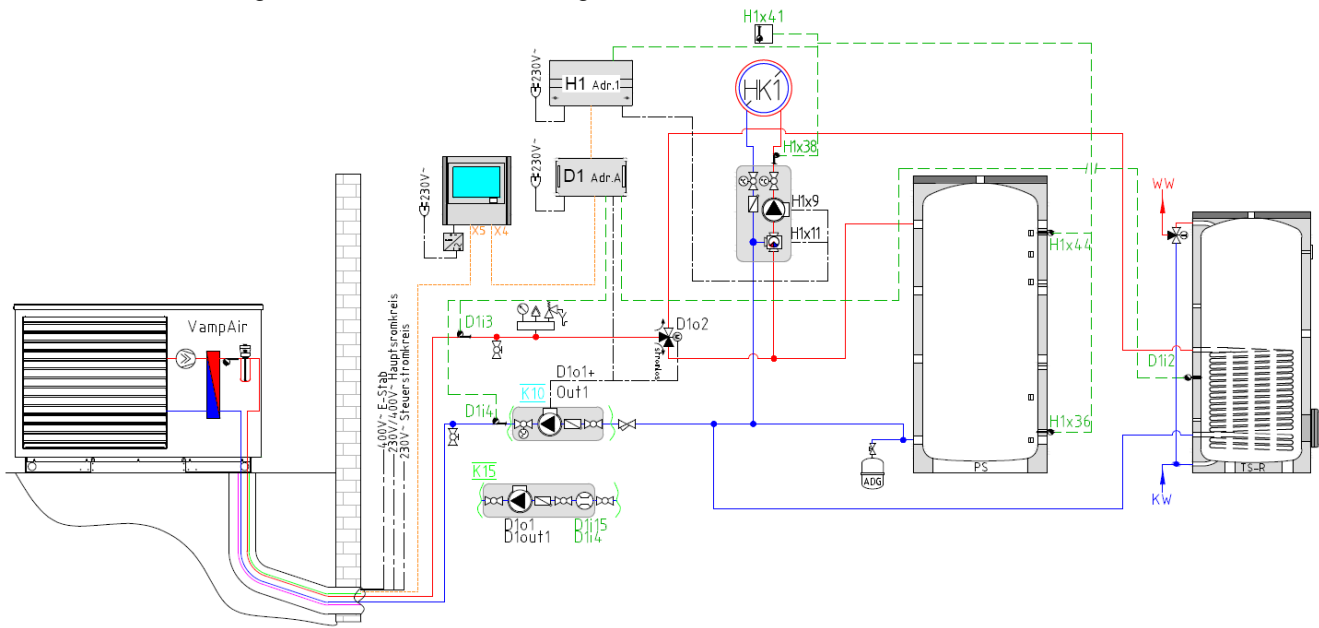 H1x41
230V~
H1 Adr.1
HK1
H1x38
230V~
D1 Adr.A
230V~
X5 X4
H1x9
H1x11
WW
H1x44
VampAir
D1i3
D1o2
stromlos
D1i2
D1o1+
Out1
K10
D1i4
400V~ E-Stab
230V/400V~ Hauptsromkreis
230V~ Steuerstromkreis
H1x36
ADG
PS
TS-R
KW
K15
D1o1
D1out1
D1i15
D1i4